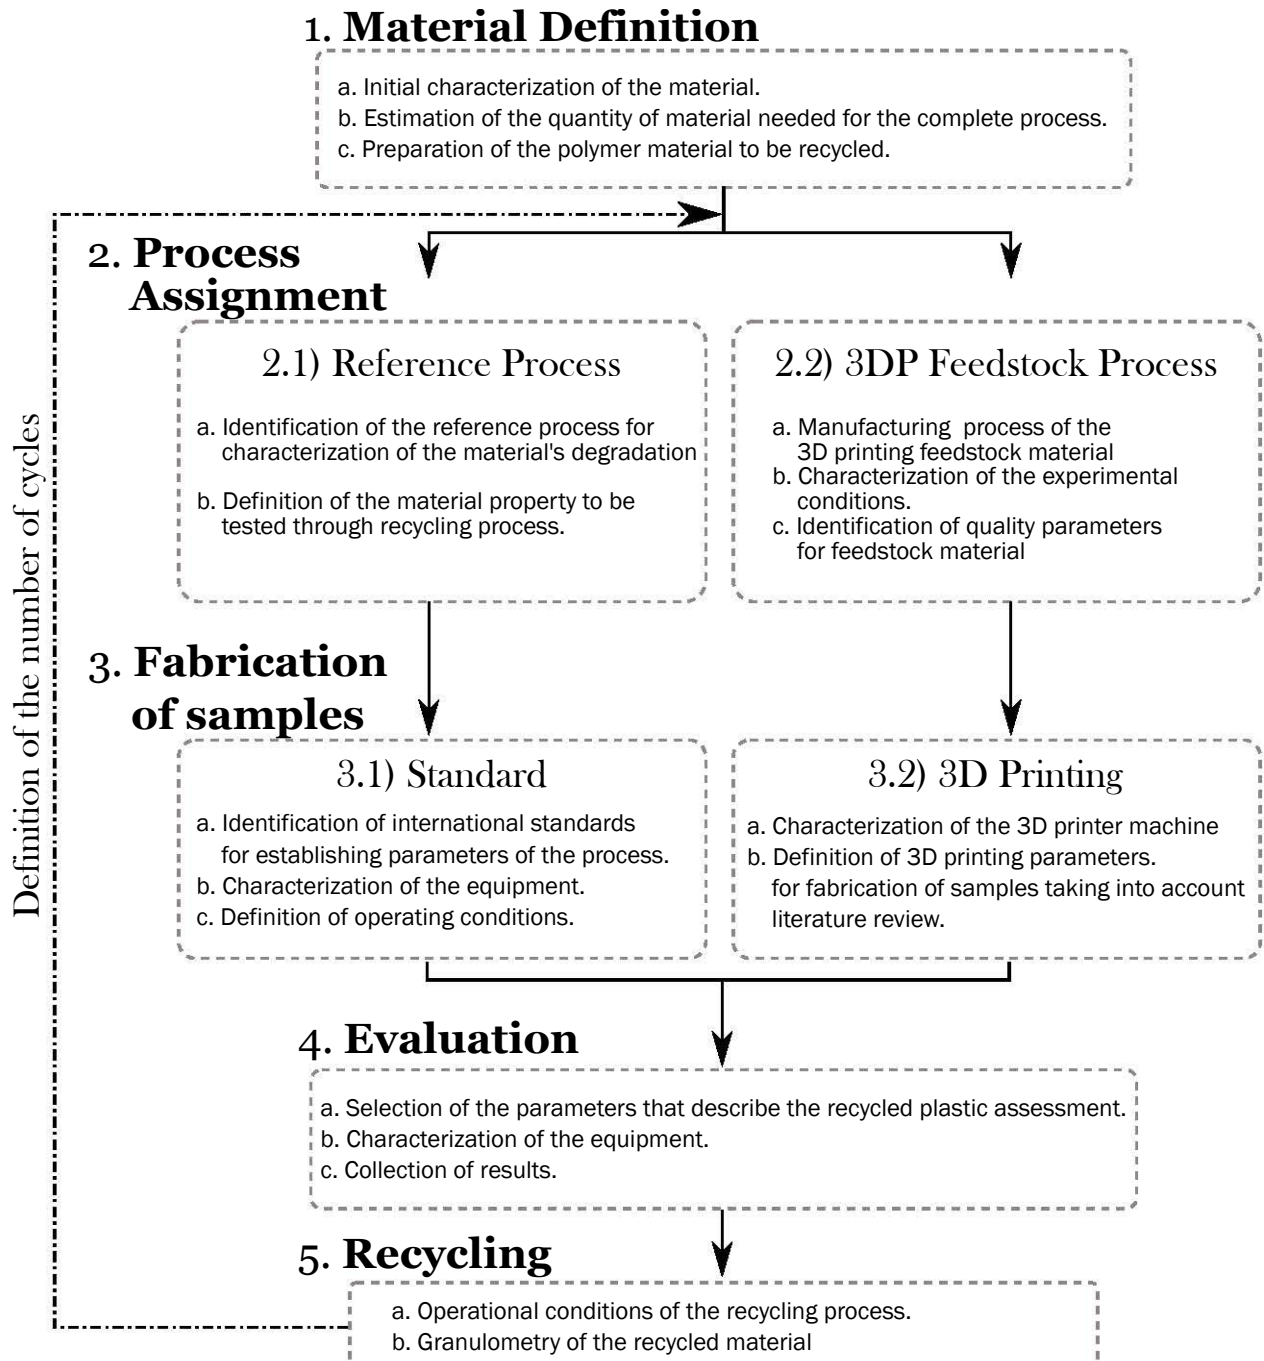 1. Material Definition
a. Initial characterization of the material.
b. Estimation of the quantity of material needed for the complete process.
c. Preparation of the polymer material to be recycled.
2. Process
Assignment
2.1) Reference Process
a. Identification of the reference process for
characterization of the material's degradation
b. Definition of the material property to be
tested through recycling process.
2.2) 3DP Feedstock Process
a. Manufacturing process of the
3D printing feedstock material
b. Characterization of the experimental
conditions.
c. Identification of quality parameters
for feedstock material
Definition of the number of cycles
3. Fabrication
of samples
3.1) Standard
a. Identification of international standards
for establishing parameters of the process.
b. Characterization of the equipment.
c. Definition of operating conditions.
3.2) 3D Printing
a. Characterization of the 3D printer machine
b. Definition of 3D printing parameters.
for fabrication of samples taking into account
literature review.
4. Evaluation
a. Selection of the parameters that describe the recycled plastic assessment.
b. Characterization of the equipment.
c. Collection of results.
5. Recycling
a. Operational conditions of the recycling process.
b. Granulometry of the recycled material